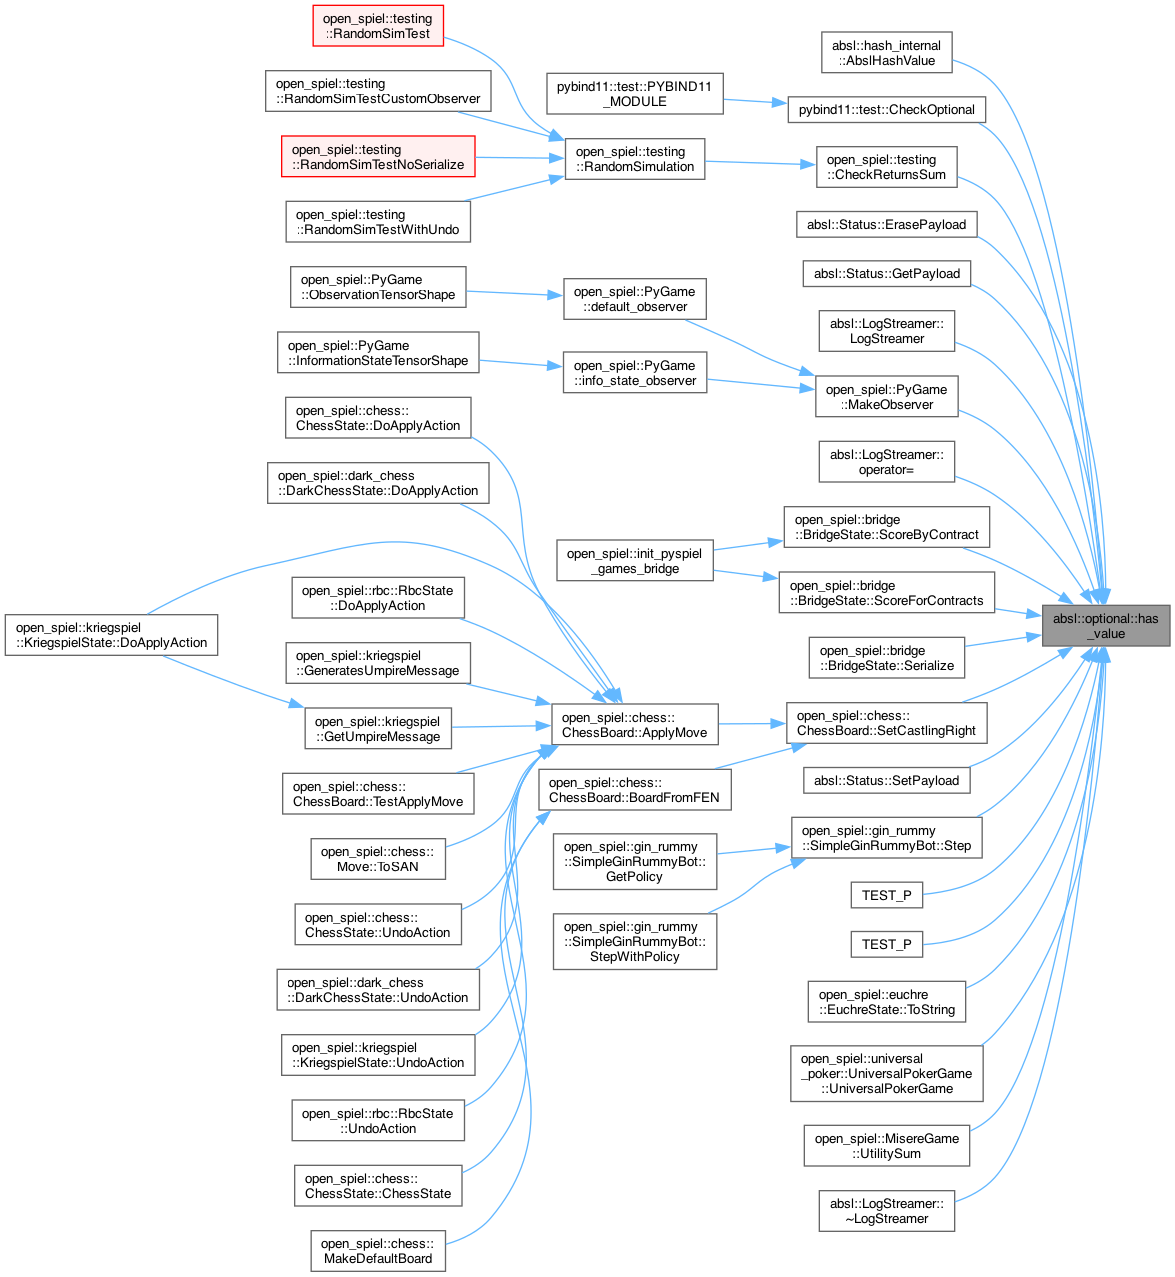 open_spiel::testing
::RandomSimTest
open_spiel::testing
::RandomSimTestCustomObserver
open_spiel::testing
::RandomSimTestNoSerialize
open_spiel::testing
::RandomSimTestWithUndo
open_spiel::PyGame
::ObservationTensorShape
open_spiel::PyGame
::InformationStateTensorShape
open_spiel::chess::
ChessState::DoApplyAction
open_spiel::dark_chess
::DarkChessState::DoApplyAction
open_spiel::rbc::RbcState
::DoApplyAction
open_spiel::kriegspiel
::KriegspielState::DoApplyAction
open_spiel::kriegspiel
::GeneratesUmpireMessage
open_spiel::kriegspiel
::GetUmpireMessage
open_spiel::chess::
ChessBoard::TestApplyMove
open_spiel::chess::
Move::ToSAN
open_spiel::chess::
ChessState::UndoAction
open_spiel::dark_chess
::DarkChessState::UndoAction
open_spiel::kriegspiel
::KriegspielState::UndoAction
open_spiel::rbc::RbcState
::UndoAction
open_spiel::chess::
ChessState::ChessState
open_spiel::chess::
MakeDefaultBoard
pybind11::test::PYBIND11
_MODULE
open_spiel::testing
::RandomSimulation
open_spiel::PyGame
::default_observer
open_spiel::PyGame
::info_state_observer
open_spiel::init_pyspiel
_games_bridge
open_spiel::chess::
ChessBoard::ApplyMove
open_spiel::chess::
ChessBoard::BoardFromFEN
open_spiel::gin_rummy
::SimpleGinRummyBot::
GetPolicy
open_spiel::gin_rummy
::SimpleGinRummyBot::
StepWithPolicy
absl::hash_internal
::AbslHashValue
pybind11::test::CheckOptional
open_spiel::testing
::CheckReturnsSum
absl::Status::ErasePayload
absl::Status::GetPayload
absl::LogStreamer::
LogStreamer
open_spiel::PyGame
::MakeObserver
absl::LogStreamer::
operator=
open_spiel::bridge
::BridgeState::ScoreByContract
open_spiel::bridge
::BridgeState::ScoreForContracts
open_spiel::bridge
::BridgeState::Serialize
open_spiel::chess::
ChessBoard::SetCastlingRight
absl::Status::SetPayload
open_spiel::gin_rummy
::SimpleGinRummyBot::Step
TEST_P
TEST_P
open_spiel::euchre
::EuchreState::ToString
open_spiel::universal
_poker::UniversalPokerGame
::UniversalPokerGame
open_spiel::MisereGame
::UtilitySum
absl::LogStreamer::
~LogStreamer
absl::optional::has
_value